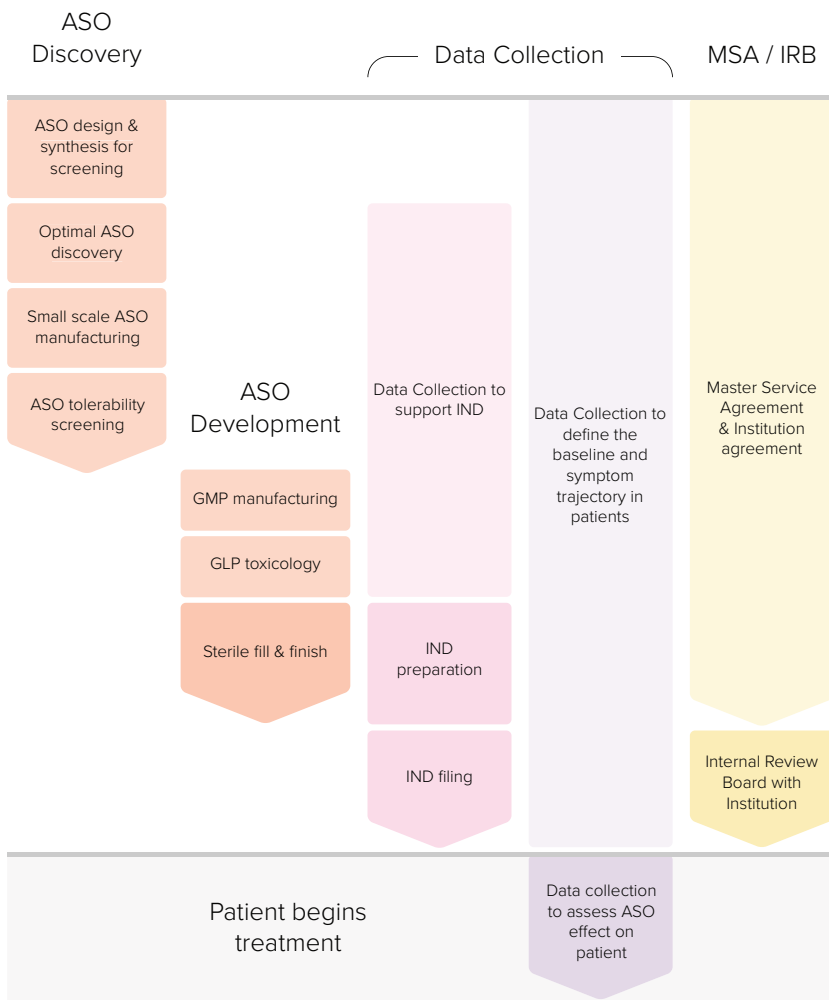 ASO
Discovery
Data Collection
MSA / IRB
ASO design &
synthesis for
screening
Optimal ASO
discovery
Small scale ASO
manufacturing
ASO tolerability
screening
ASO
Development
GMP manufacturing
GLP toxicology
Sterile fill & finish
Data Collection to
support IND
IND
preparation
IND filing
Data Collection to
define the
baseline and
symptom
trajectory in
patients
Master Service
Agreement
& Institution
agreement
Internal Review
Board with
Institution
Patient begins
treatment
Data collection
to assess ASO
effect on
patient